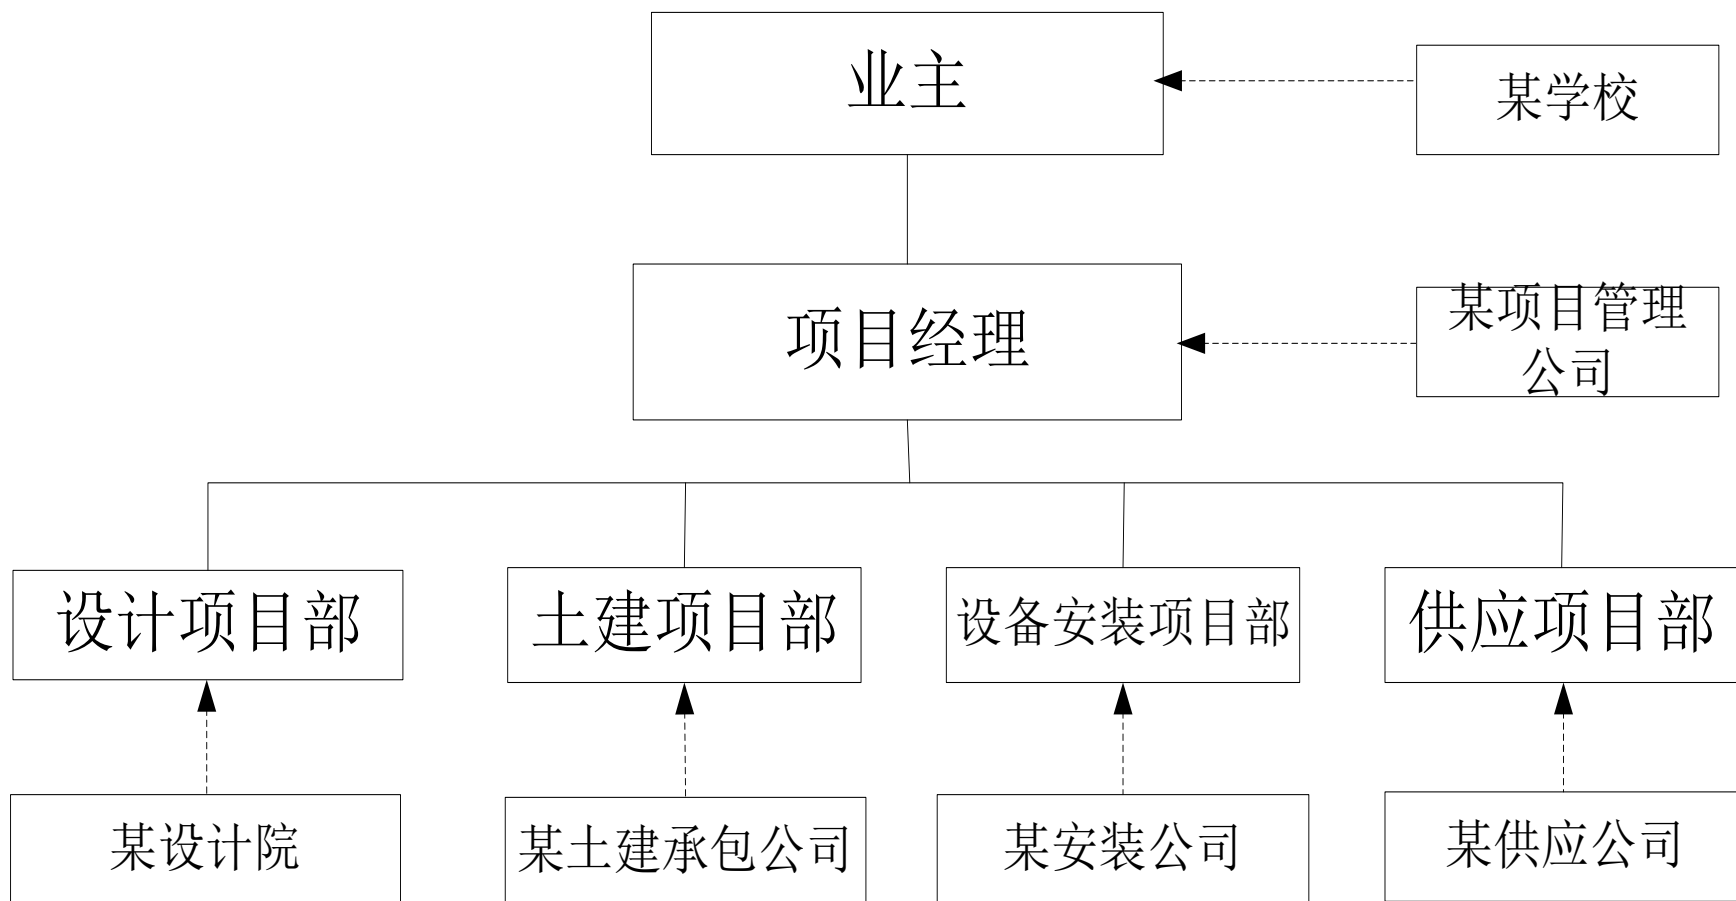 业主
某学校
项目经理
某项目管理
公司
设计项目部
土建项目部
设备安装项目部
供应项目部
某设计院
某土建承包公司
某安装公司
某供应公司